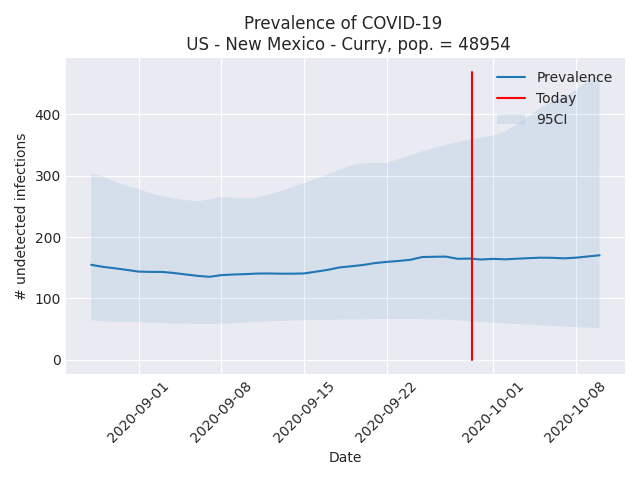 Prevalence of COVID-19
US - New Mexico - Curry, pop. = 48954
Prevalence
Today
95CI
# undetected infections
400
300
200
100
0
2020-09-01
2020-09-08
2020-09-15
2020-09-22
2020-10-01
2020-10-08
Date